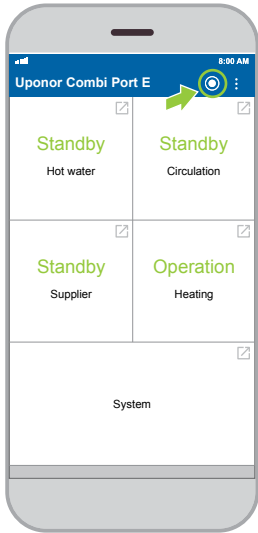 8:00 AM
Uponor Combi Port E
Standby
Hot water
Standby
Circulation
Standby
Supplier
Operation
Heating
System